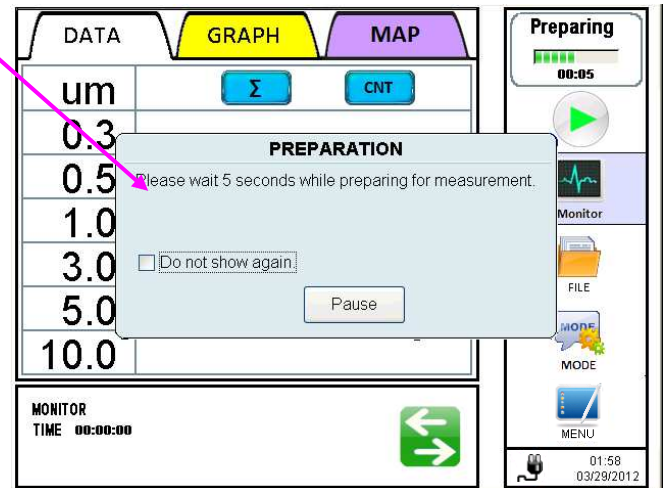 DATA GRAPH MAP
um Σ CNT
0.3
0.5
1.0
3.0
5.0
10.0
PREPARATION
Please wait 5 seconds while preparing for measurement.
Do not show again.
Pause
MONITOR
TIME 00:00:00
Preparing
00:05
Monitor
FILE
MODE
MODE
MENU
01:58
03/29/2012